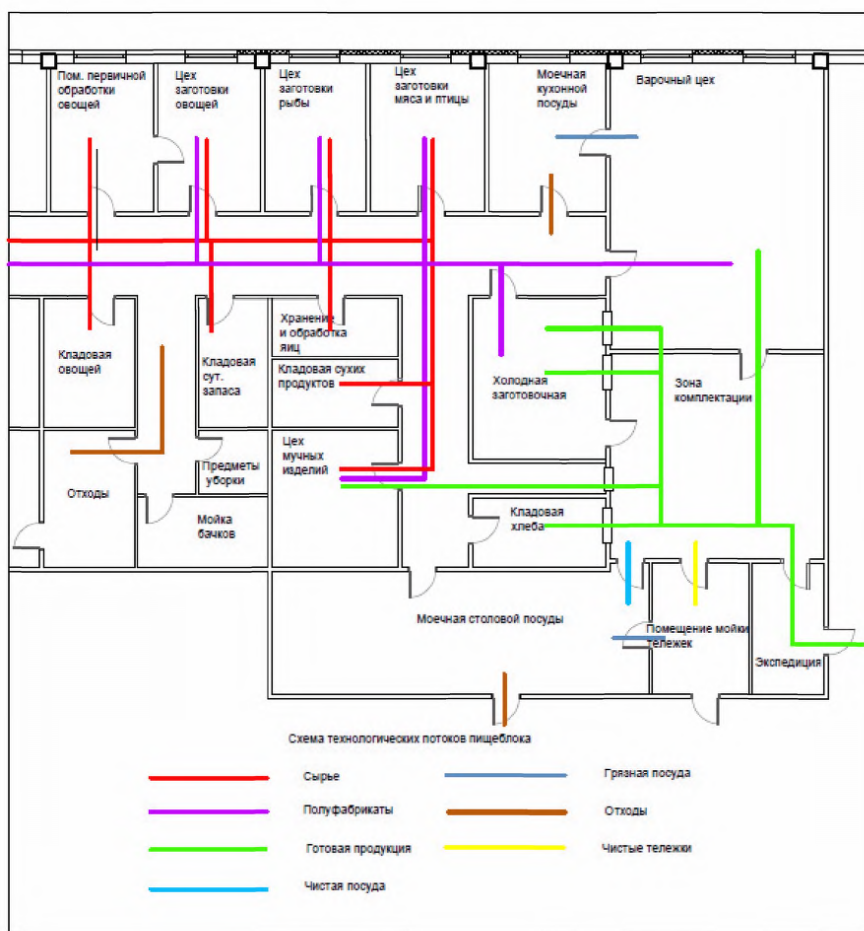 Пом. первичной
обработки
овощей
Цех
заготовки
овощей
Цех
заготовки
рыбы
Цех
заготовки
мяса и птицы
Моечная
кухонной
посуды
Варочный цех
Кладовая
овощей
Кладовая
сут.
запаса
Хранение
и обработка
яиц
Кладовая сухих
продуктов
Холодная
заготовочная
Зона
комплектации
Цех
мучных
изделий
Отходы
Предметы
уборки
Мойка
бачков
Кладовая
хлеба
Моечная столовой посуды
Помещение мойки
тележек
Экспедиция
Схема технологических потоков пищеблока
Сырье
Грязная посуда
Полуфабрикаты
Отходы
Готовая продукция
Чистые тележки
Чистая посуда